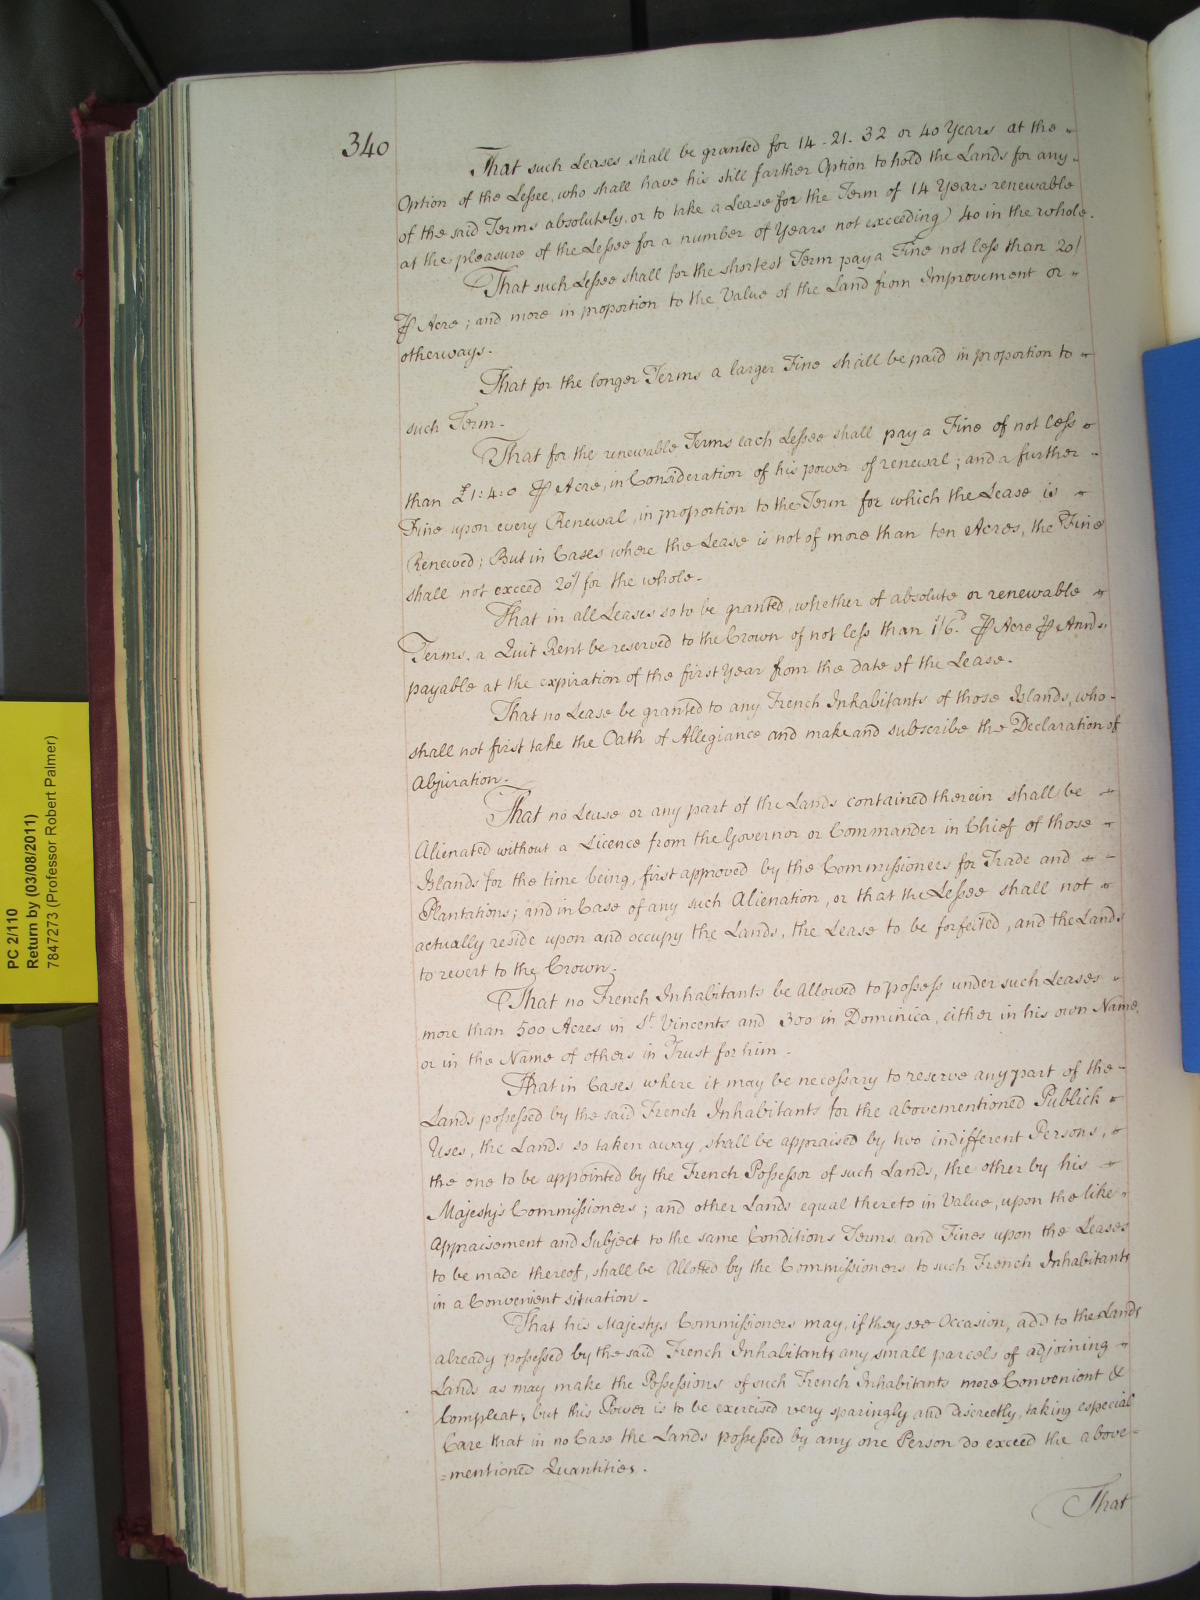 340
That such Leases shall be granted for 14. 21. 32 or 40 Years at the
Option of the Lessee, who shall have his still farther Option to hold the Lands for any
of the said Terms absolutely, or to take a Lease for the Term of 14 Years renewable
at the pleasure of the Lessee for a number of Years not exceeding 40 in the whole.
That such Lessee shall for the shortest Term pay a Fine not less than 20/
⅌ Acre; and more in proportion to the Value of the Land from Improvement or
otherways.
That for the longer Terms a larger Fine shall be paid in proportion to
such Term.
That for the renewable Terms each Lessee shall pay a Fine of not less
than £1:4:0 ⅌ Acre, in Consideration of his power of renewal; and a further
Fine upon every Renewal, in proportion to the Term for which the Lease is
Renewed; But in Cases where the Lease is not of more than ten Acres, the Fine
shall not exceed 20/ for the whole.
That in all Leases so to be granted, whether of absolute or renewable
Terms, a Quit Rent be reserved to the Crown of not less than 1/6d. ⅌ Acre ⅌ Annd.
payable at the expiration of the first Year from the date of the Lease.
That no Lease be granted to any French Inhabitants of those Islands, who
shall not first take the Oath of Allegiance and make and subscribe the Declaration of
Abjuration.
That no Lease or any part of the Lands contained therein shall be
Alienated without a Licence from the Governor or Commander in Chief of those
Islands for the time being, first approved by the Commissioners for Trade and
Plantations; and in Case of any such Alienation, or that the Lessee shall not
actually reside upon and occupy the Lands, the Lease to be forfeited, and the Lands
to revert to the Crown.
That no French Inhabitants be Allowed to possess under such Leases
more than 500 Acres in St. Vincents and 300 in Dominica, either in his own Name,
or in the Name of others in Trust for him.
That in Cases where it may be necessary to reserve any part of the
Lands possessed by the said French Inhabitants for the abovementioned Publick
Uses, the Lands so taken away, shall be appraised by two indifferent Persons,
the one to be appointed by the French Possessor of such Lands, the other by his
Majesty's Commissioners; and other Lands equal thereto in Value, upon the like
Appraisement and Subject to the same Conditions Terms and Fines upon the Leases
to be made thereof, shall be Allotted by the Commissioners to such French Inhabitants
in a Convenient situation.
That his Majestys Commissioners may, if they see Occasion, add to the Lands
already possessed by the said French Inhabitants any small parcels of adjoining
Lands as may make the Possessions of such French Inhabitants more Convenient &
Compleat; but this Power is to be exercised very sparingly and discreetly, taking especial
Care that in no Case the Lands possessed by any one Person do exceed the above=
=mentioned Quantities.
That
PC 2/110
Return by (03/08/2011)
7847273 (Professor Robert Palmer)